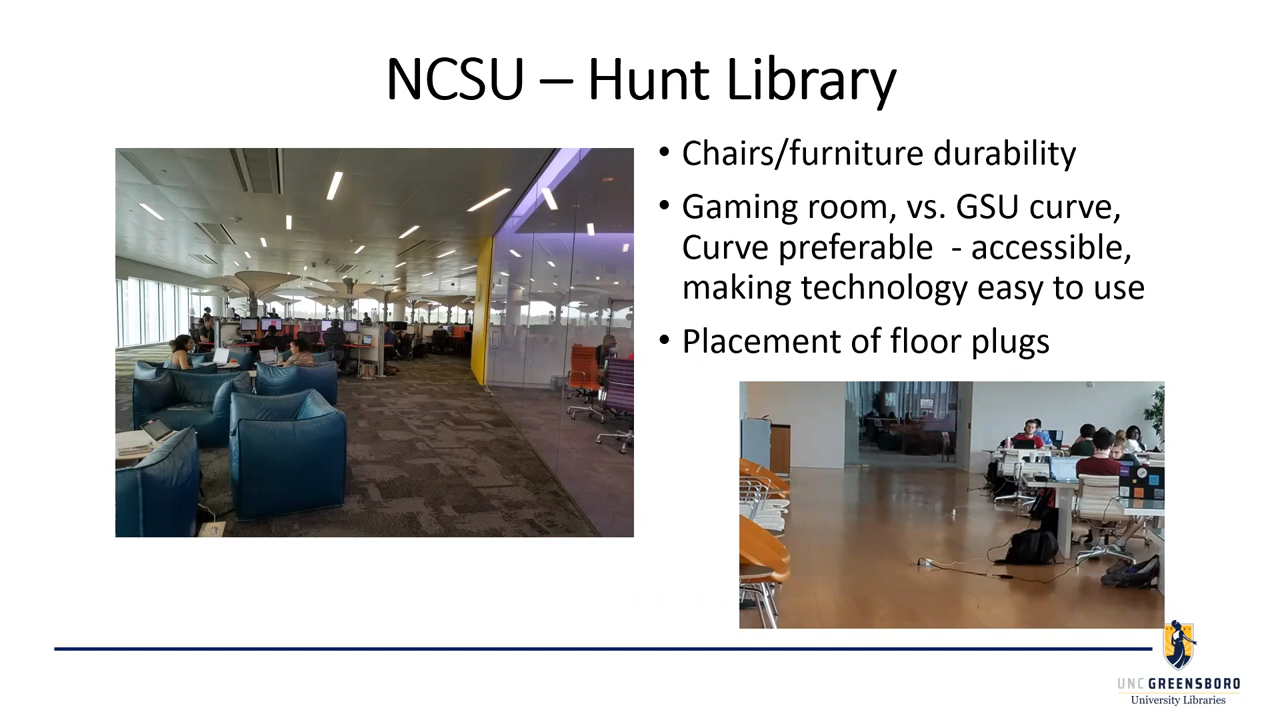 NCSU – Hunt Library
• Chairs/furniture durability
• Gaming room, vs. GSU curve,
Curve preferable - accessible,
making technology easy to use
• Placement of floor plugs
UNC GREENSBORO
University Libraries